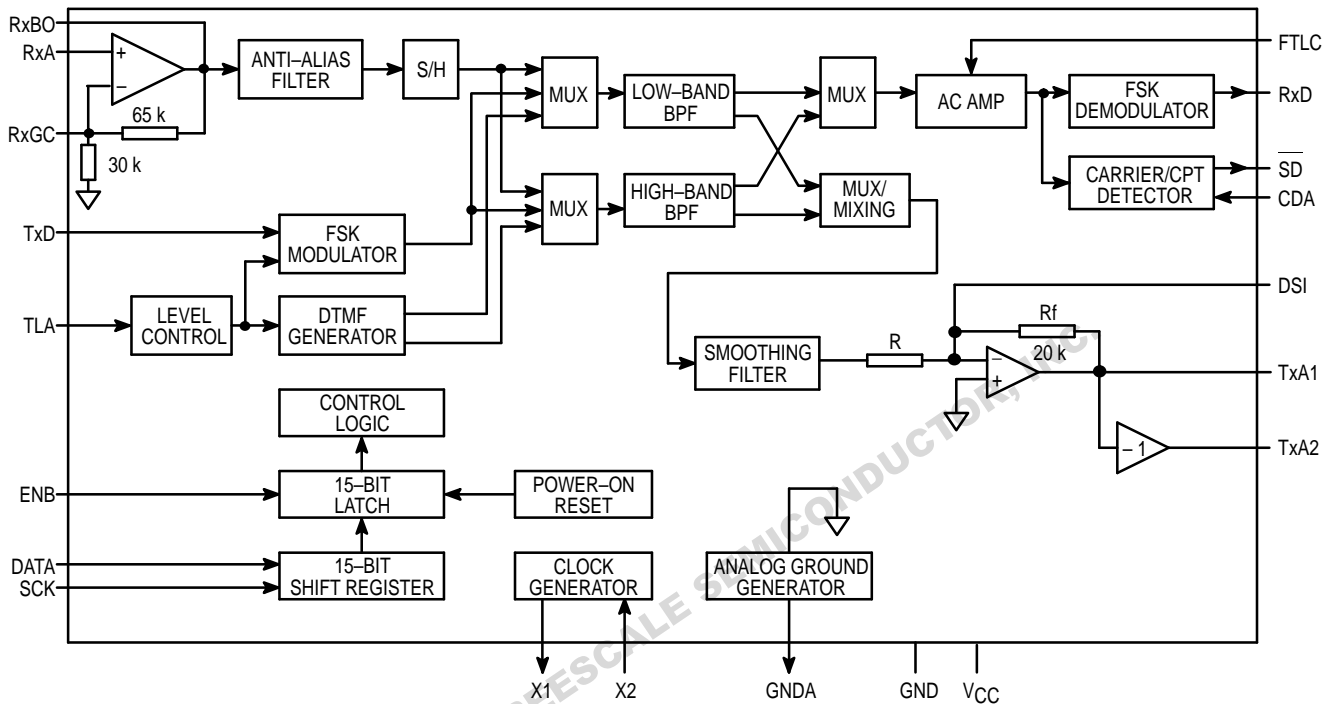 RxBO
RxA
RxGC
+
–
65 k
30 k
ANTI–ALIAS
FILTER
S/H
MUX
LOW–BAND
BPF
MUX
AC AMP
FSK
DEMODULATOR
FTLC
RxD
MUX
HIGH–BAND
BPF
MUX/
MIXING
CARRIER/CPT
DETECTOR
SD
CDA
TxD
FSK
MODULATOR
TLA
LEVEL
CONTROL
DTMF
GENERATOR
DSI
SMOOTHING
FILTER
R
Rf
20 k
–
+
TxA1
– 1
TxA2
CONTROL
LOGIC
ENB
15–BIT
LATCH
POWER–ON
RESET
DATA
SCK
15–BIT
SHIFT REGISTER
CLOCK
GENERATOR
ANALOG GROUND
GENERATOR
X1
X2
GNDA
GND
VCC
FREESCALE SEMICONDUCTOR, INC.